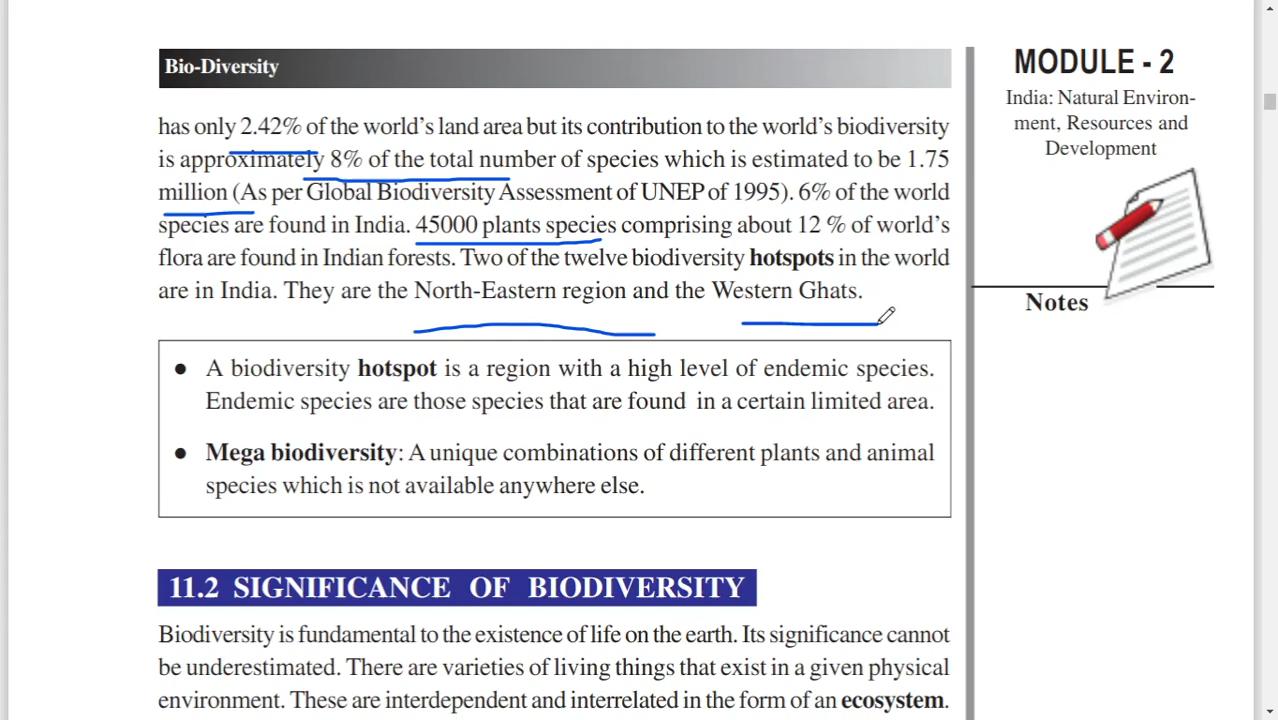 Bio-Diversity
has only 2.42% of the world's land area but its contribution to the world's biodiversity
is approximately 8% of the total number of species which is estimated to be 1.75
million (As per Global Biodiversity Assessment of UNEP of 1995). 6% of the world
species are found in India. 45000 plants species comprising about 12 % of world's
flora are found in Indian forests. Two of the twelve biodiversity hotspots in the world
are in India. They are the North-Eastern region and the Western Ghats.
● A biodiversity hotspot is a region with a high level of endemic species.
Endemic species are those species that are found in a certain limited area.
● Mega biodiversity: A unique combinations of different plants and animal
species which is not available anywhere else.
11.2 SIGNIFICANCE OF BIODIVERSITY
Biodiversity is fundamental to the existence of life on the earth. Its significance cannot
be underestimated. There are varieties of living things that exist in a given physical
environment. These are interdependent and interrelated in the form of an ecosystem.
MODULE - 2
India: Natural Environ-
ment, Resources and
Development
Notes